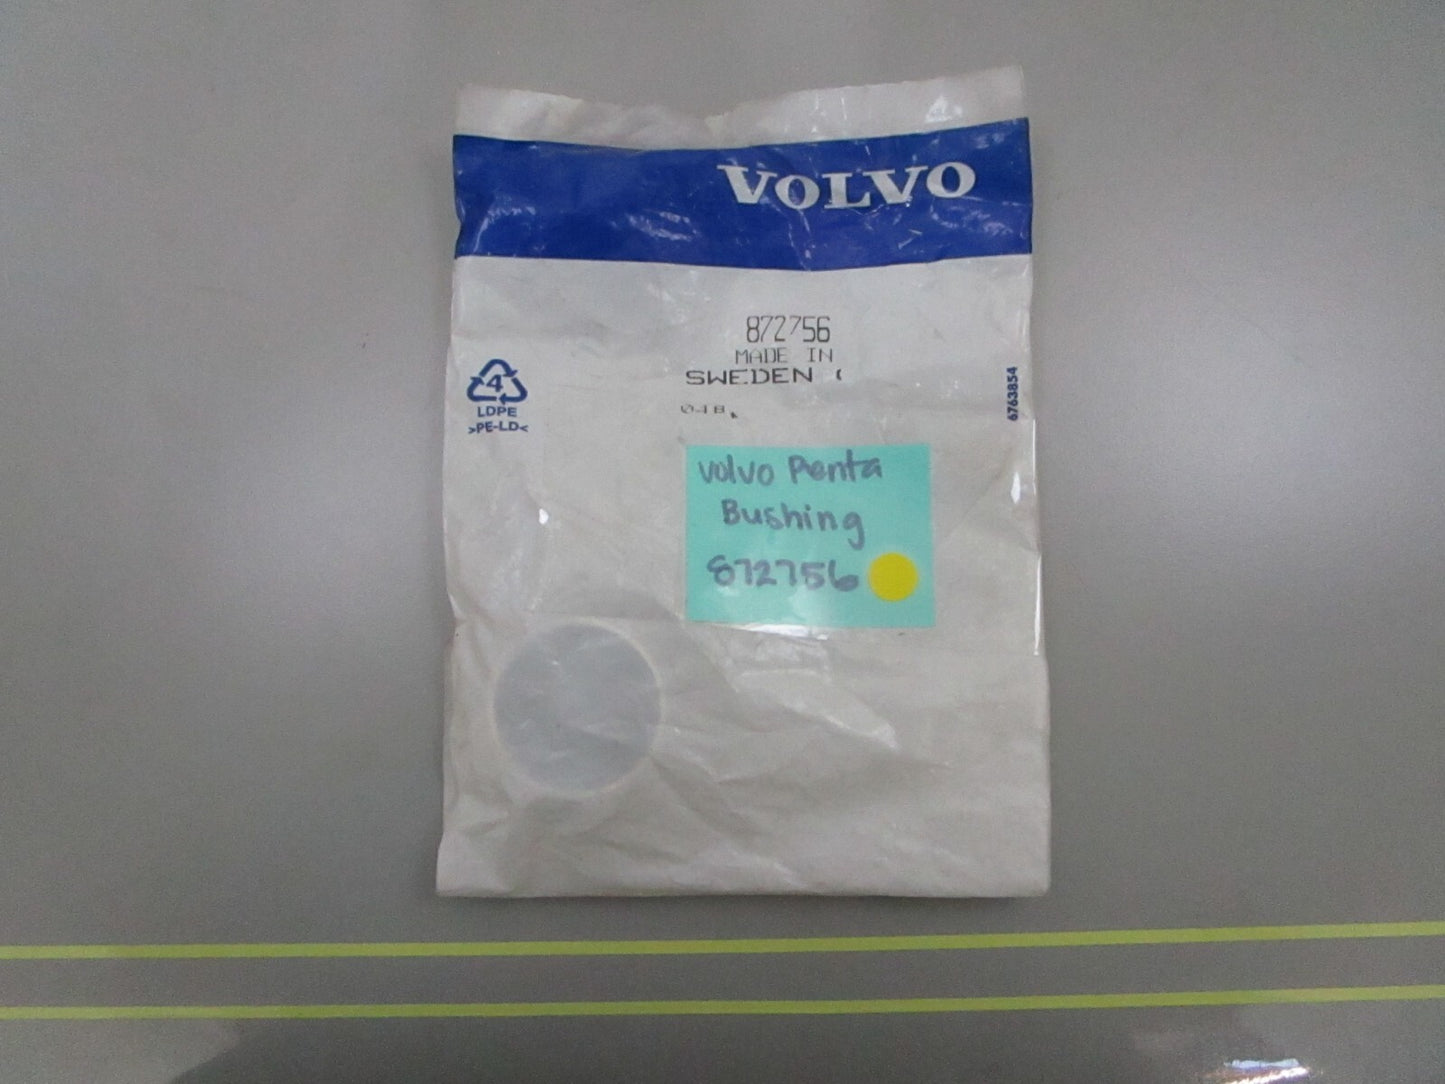 VOLVO
872756
MADE IN
SWEDEN
4
LDPE
>PE-LD<
6763854
Volvo Penta
Bushing
872756